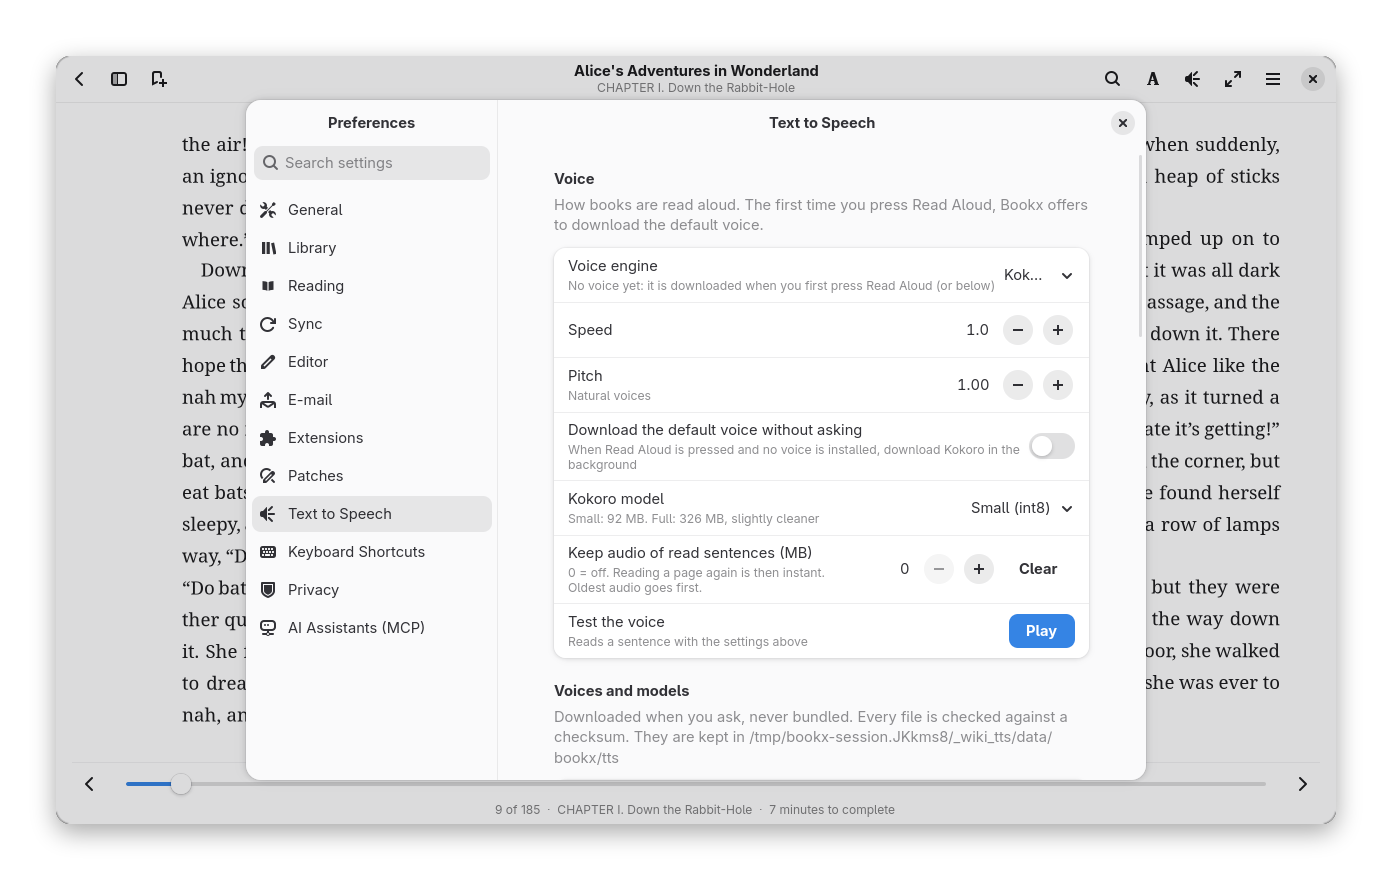 Alice's Adventures in Wonderland
CHAPTER I. Down the Rabbit-Hole
Preferences
Search settings
General
Library
Reading
Sync
Editor
E-mail
Extensions
Patches
Text to Speech
Keyboard Shortcuts
Privacy
AI Assistants (MCP)
Text to Speech
Voice
How books are read aloud. The first time you press Read Aloud, Bookx offers
to download the default voice.
Voice engine
No voice yet: it is downloaded when you first press Read Aloud (or below)
Kok...
Speed
1.0
Pitch
Natural voices
1.00
Download the default voice without asking
When Read Aloud is pressed and no voice is installed, download Kokoro in the
background
Kokoro model
Small: 92 MB. Full: 326 MB, slightly cleaner
Small (int8)
Keep audio of read sentences (MB)
0 = off. Reading a page again is then instant.
Oldest audio goes first.
0
Clear
Test the voice
Reads a sentence with the settings above
Play
Voices and models
Downloaded when you ask, never bundled. Every file is checked against a
checksum. They are kept in /tmp/bookx-session.JKkms8/_wiki_tts/data/
bookx/tts
the air!
an igno
never d
where.”
Down
Alice so
much t
hope th
nah my
are no
bat, and
eat bats
sleepy,
way, “D
“Do bat
ther qu
it. She
to drea
nah, an
when suddenly,
heap of sticks
mped up on to
it was all dark
assage, and the
down it. There
t Alice like the
, as it turned a
ate it’s getting!”
the corner, but
e found herself
a row of lamps
but they were
the way down
oor, she walked
she was ever to
9 of 185 · CHAPTER I. Down the Rabbit-Hole · 7 minutes to complete